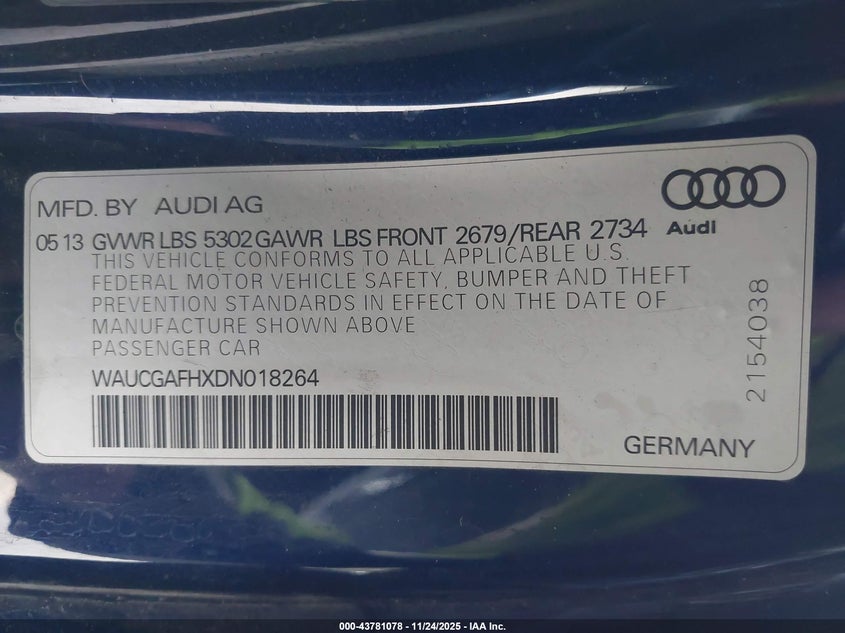 MFD. BY AUDI AG
Audi
05 13 GVWR LBS 5302 GAWR LBS FRONT 2679/REAR 2734
THIS VEHICLE CONFORMS TO ALL APPLICABLE U.S.
FEDERAL MOTOR VEHICLE SAFETY, BUMPER AND THEFT
PREVENTION STANDARDS IN EFFECT ON THE DATE OF
MANUFACTURE SHOWN ABOVE
PASSENGER CAR
WAUCGAFHXDN018264
2154038
GERMANY
000-43781078 - 11/24/2025 - IAA Inc.